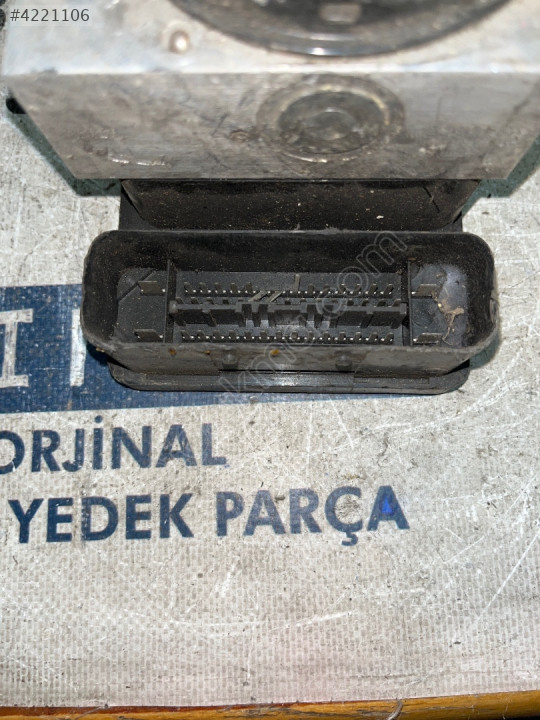 #4221106
ORJİNAL
YEDEK PARÇA